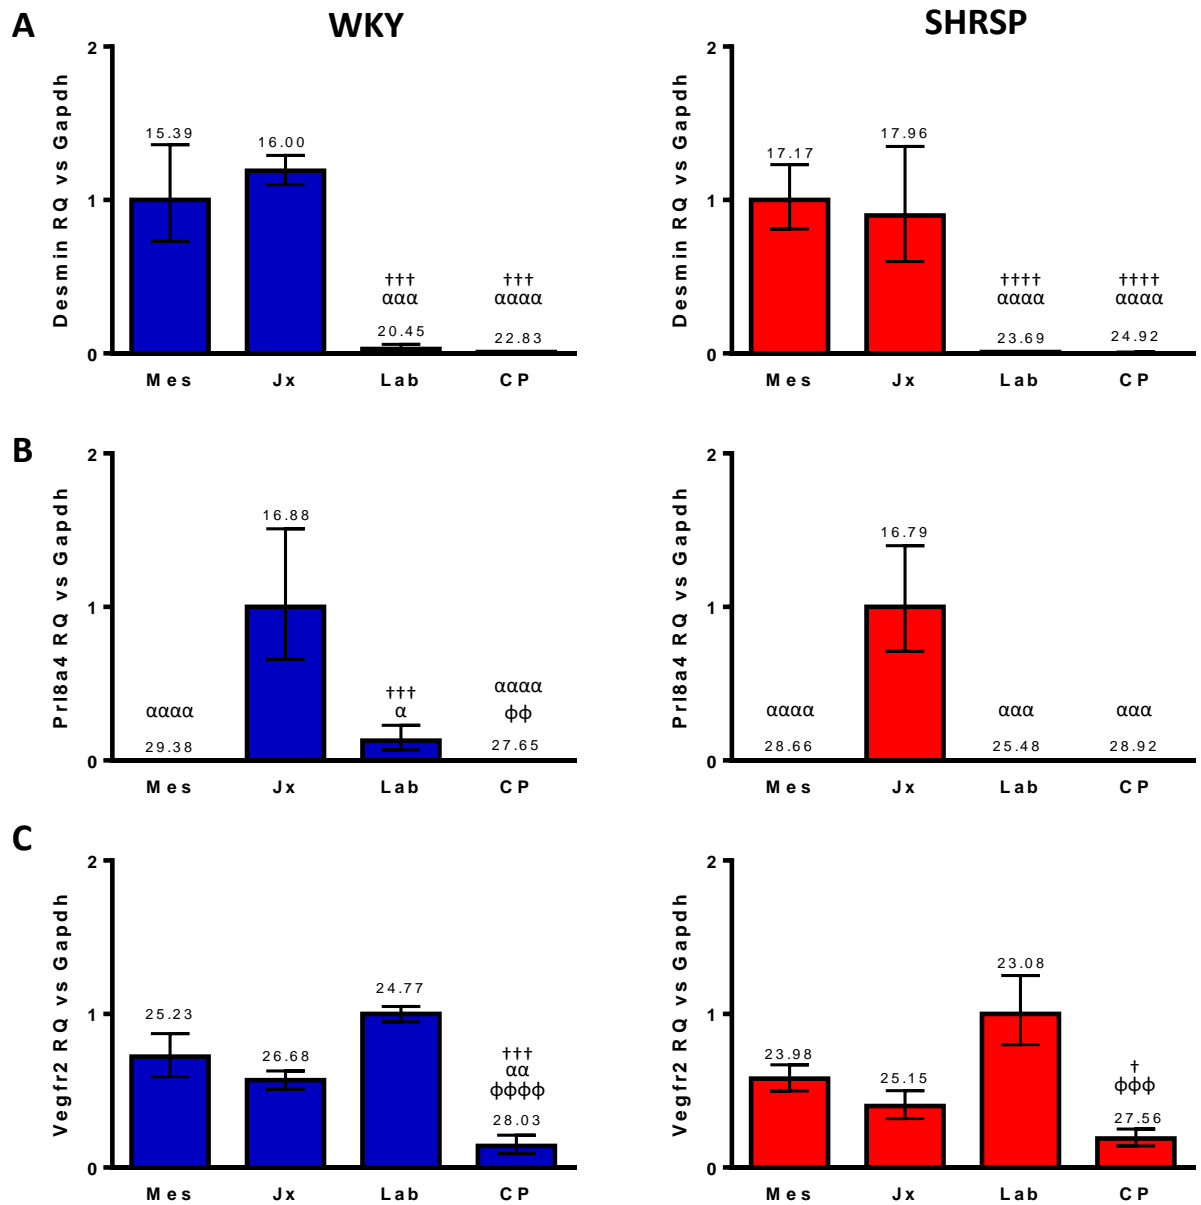 A
WKY
SHRSP
Desmin RQ vs Gapdh
2
1
0
15.39
16.00
†††
ααα
20.45
†††
αααα
22.83
Mes Jx Lab CP
Desmin RQ vs Gapdh
2
1
0
17.17
17.96
††††
αααα
23.69
††††
αααα
24.92
Mes Jx Lab CP
B
Prl8a4 RQ vs Gapdh
2
1
0
αααα
29.38
16.88
†††
α
αααα
ϕϕ
27.65
Mes Jx Lab CP
Prl8a4 RQ vs Gapdh
2
1
0
αααα
28.66
16.79
ααα
25.48
ααα
28.92
Mes Jx Lab CP
C
Vegfr2 RQ vs Gapdh
2
1
0
25.23
26.68
24.77
†††
αα
ϕϕϕϕ
28.03
Mes Jx Lab CP
Vegfr2 RQ vs Gapdh
2
1
0
23.98
25.15
23.08
†
ϕϕϕ
27.56
Mes Jx Lab CP